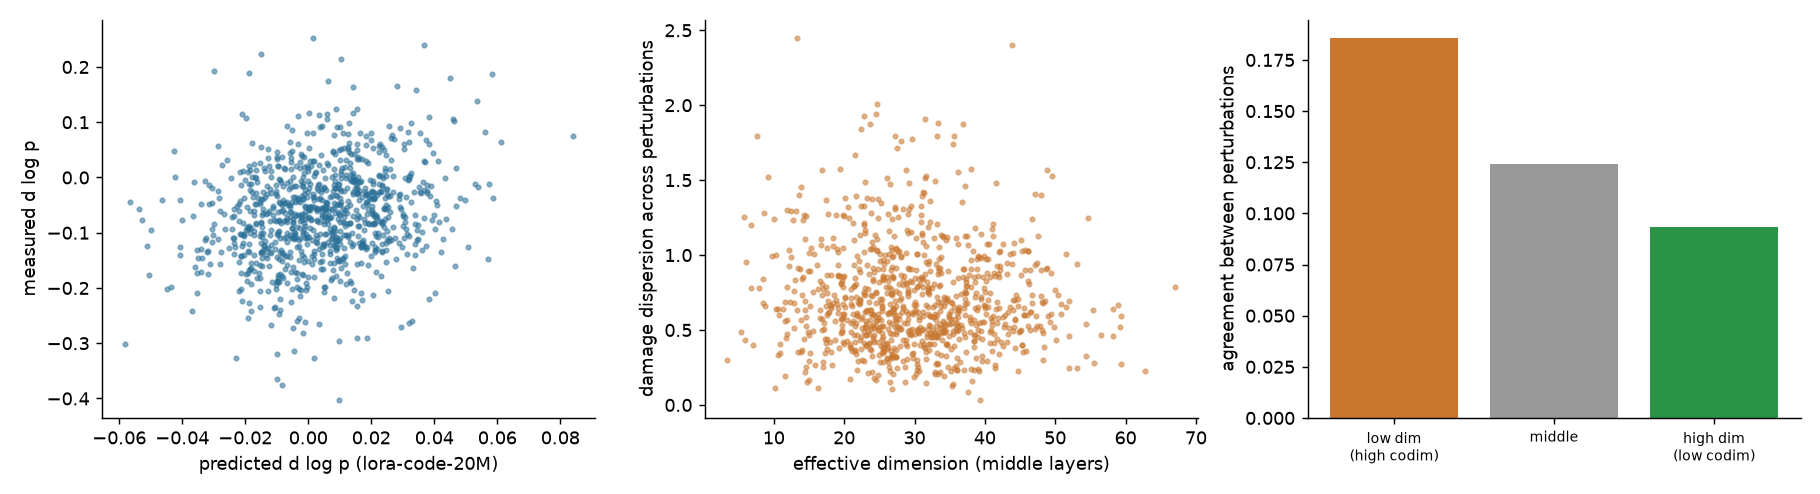 0.2
0.1
0.0
−0.1
−0.2
−0.3
−0.4
measured d log p
−0.06 −0.04 −0.02 0.00 0.02 0.04 0.06 0.08
predicted d log p (lora-code-20M)
2.5
2.0
1.5
1.0
0.5
0.0
damage dispersion across perturbations
10 20 30 40 50 60 70
effective dimension (middle layers)
0.175
0.150
0.125
0.100
0.075
0.050
0.025
0.000
agreement between perturbations
low dim
(high codim)
middle
high dim
(low codim)